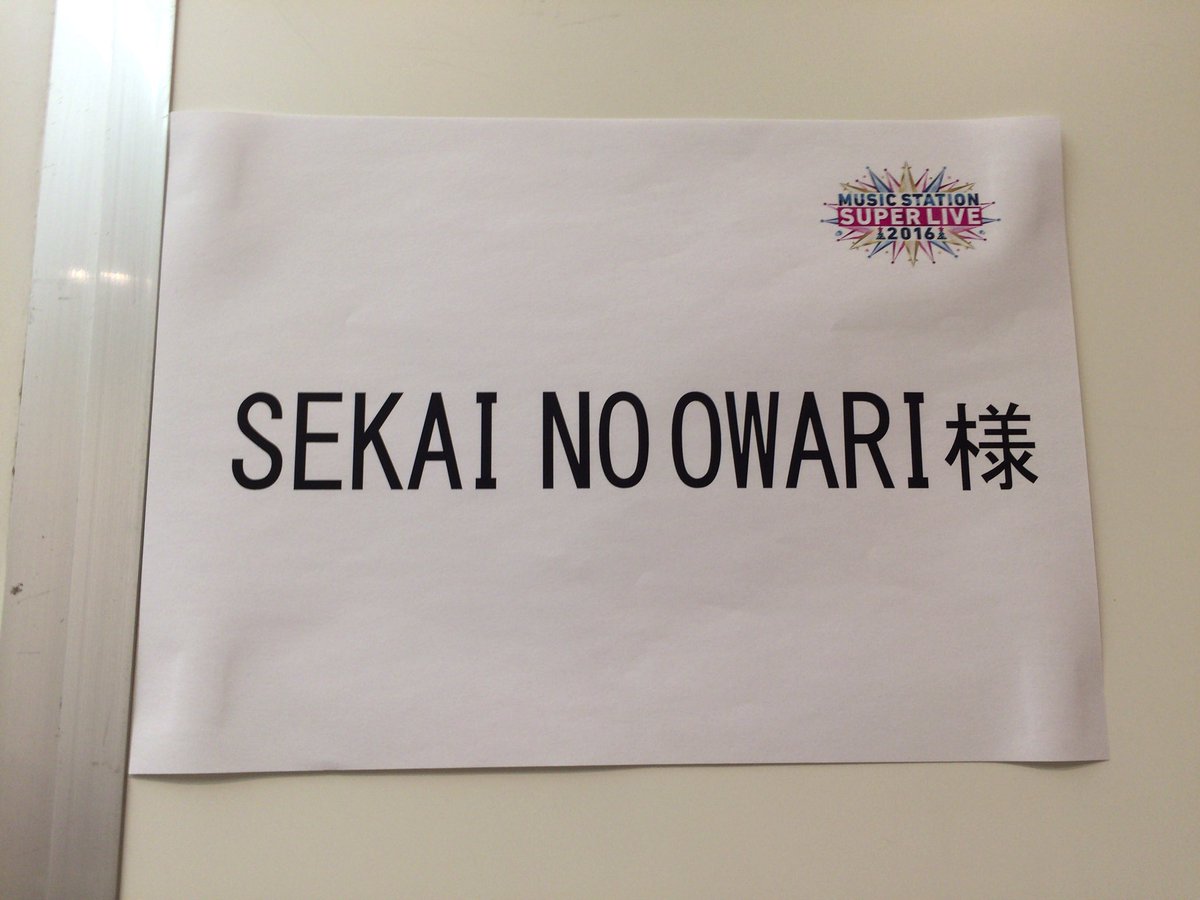 MUSIC STATION
SUPER LIVE
2016
SEKAI NO OWARI様